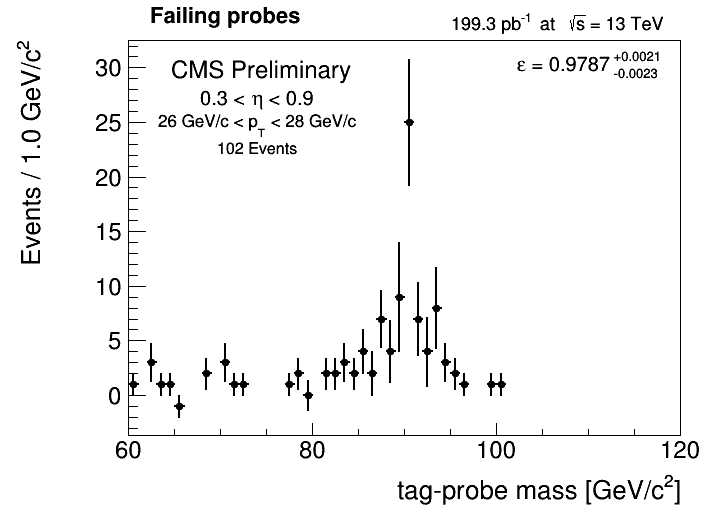 Failing probes
199.3 pb⁻¹ at √s = 13 TeV
CMS Preliminary
ε = 0.9787 +0.0021 -0.0023
0.3 < η < 0.9
26 GeV/c < p_T < 28 GeV/c
102 Events
Events / 1.0 GeV/c²
30
25
20
15
10
5
0
60 80 100 120
tag-probe mass [GeV/c²]